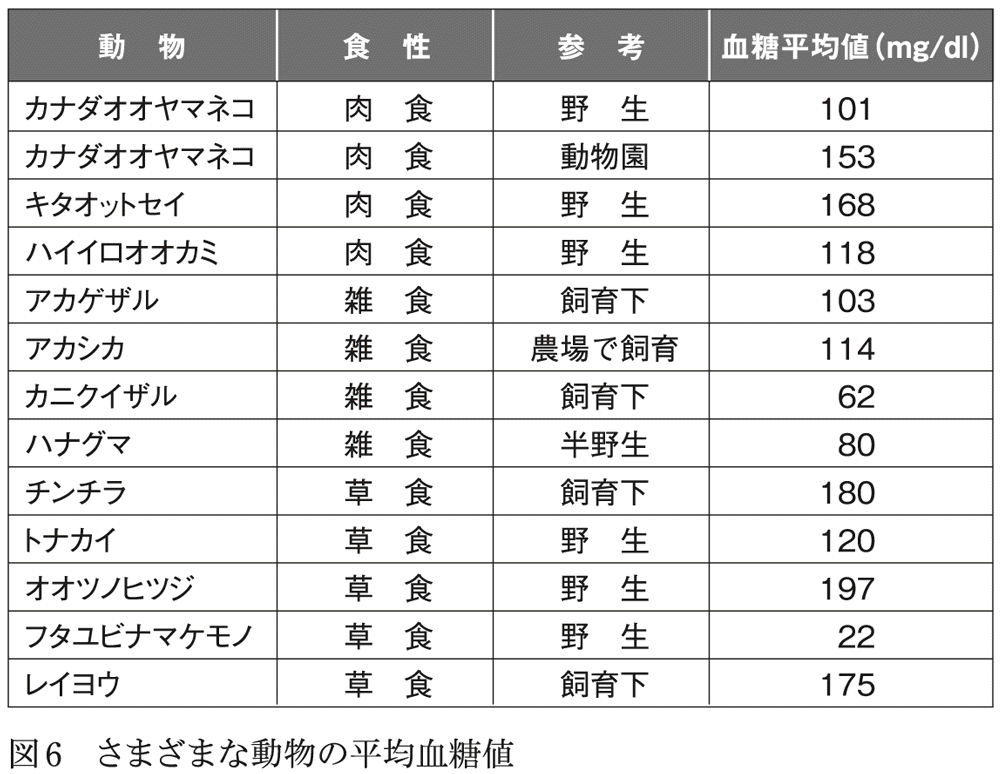 動 物 食 性 参 考 血糖平均値(mg/dl)
カナダオオヤマネコ 肉 食 野 生 101
カナダオオヤマネコ 肉 食 動物園 153
キタオットセイ 肉 食 野 生 168
ハイイロオオカミ 肉 食 野 生 118
アカゲザル 雑 食 飼育下 103
アカシカ 雑 食 農場で飼育 114
カニクイザル 雑 食 飼育下 62
ハナグマ 雑 食 半野生 80
チンチラ 草 食 飼育下 180
トナカイ 草 食 野 生 120
オオツノヒツジ 草 食 野 生 197
フタユビナマケモノ 草 食 野 生 22
レイヨウ 草 食 飼育下 175
図6 さまざまな動物の平均血糖値